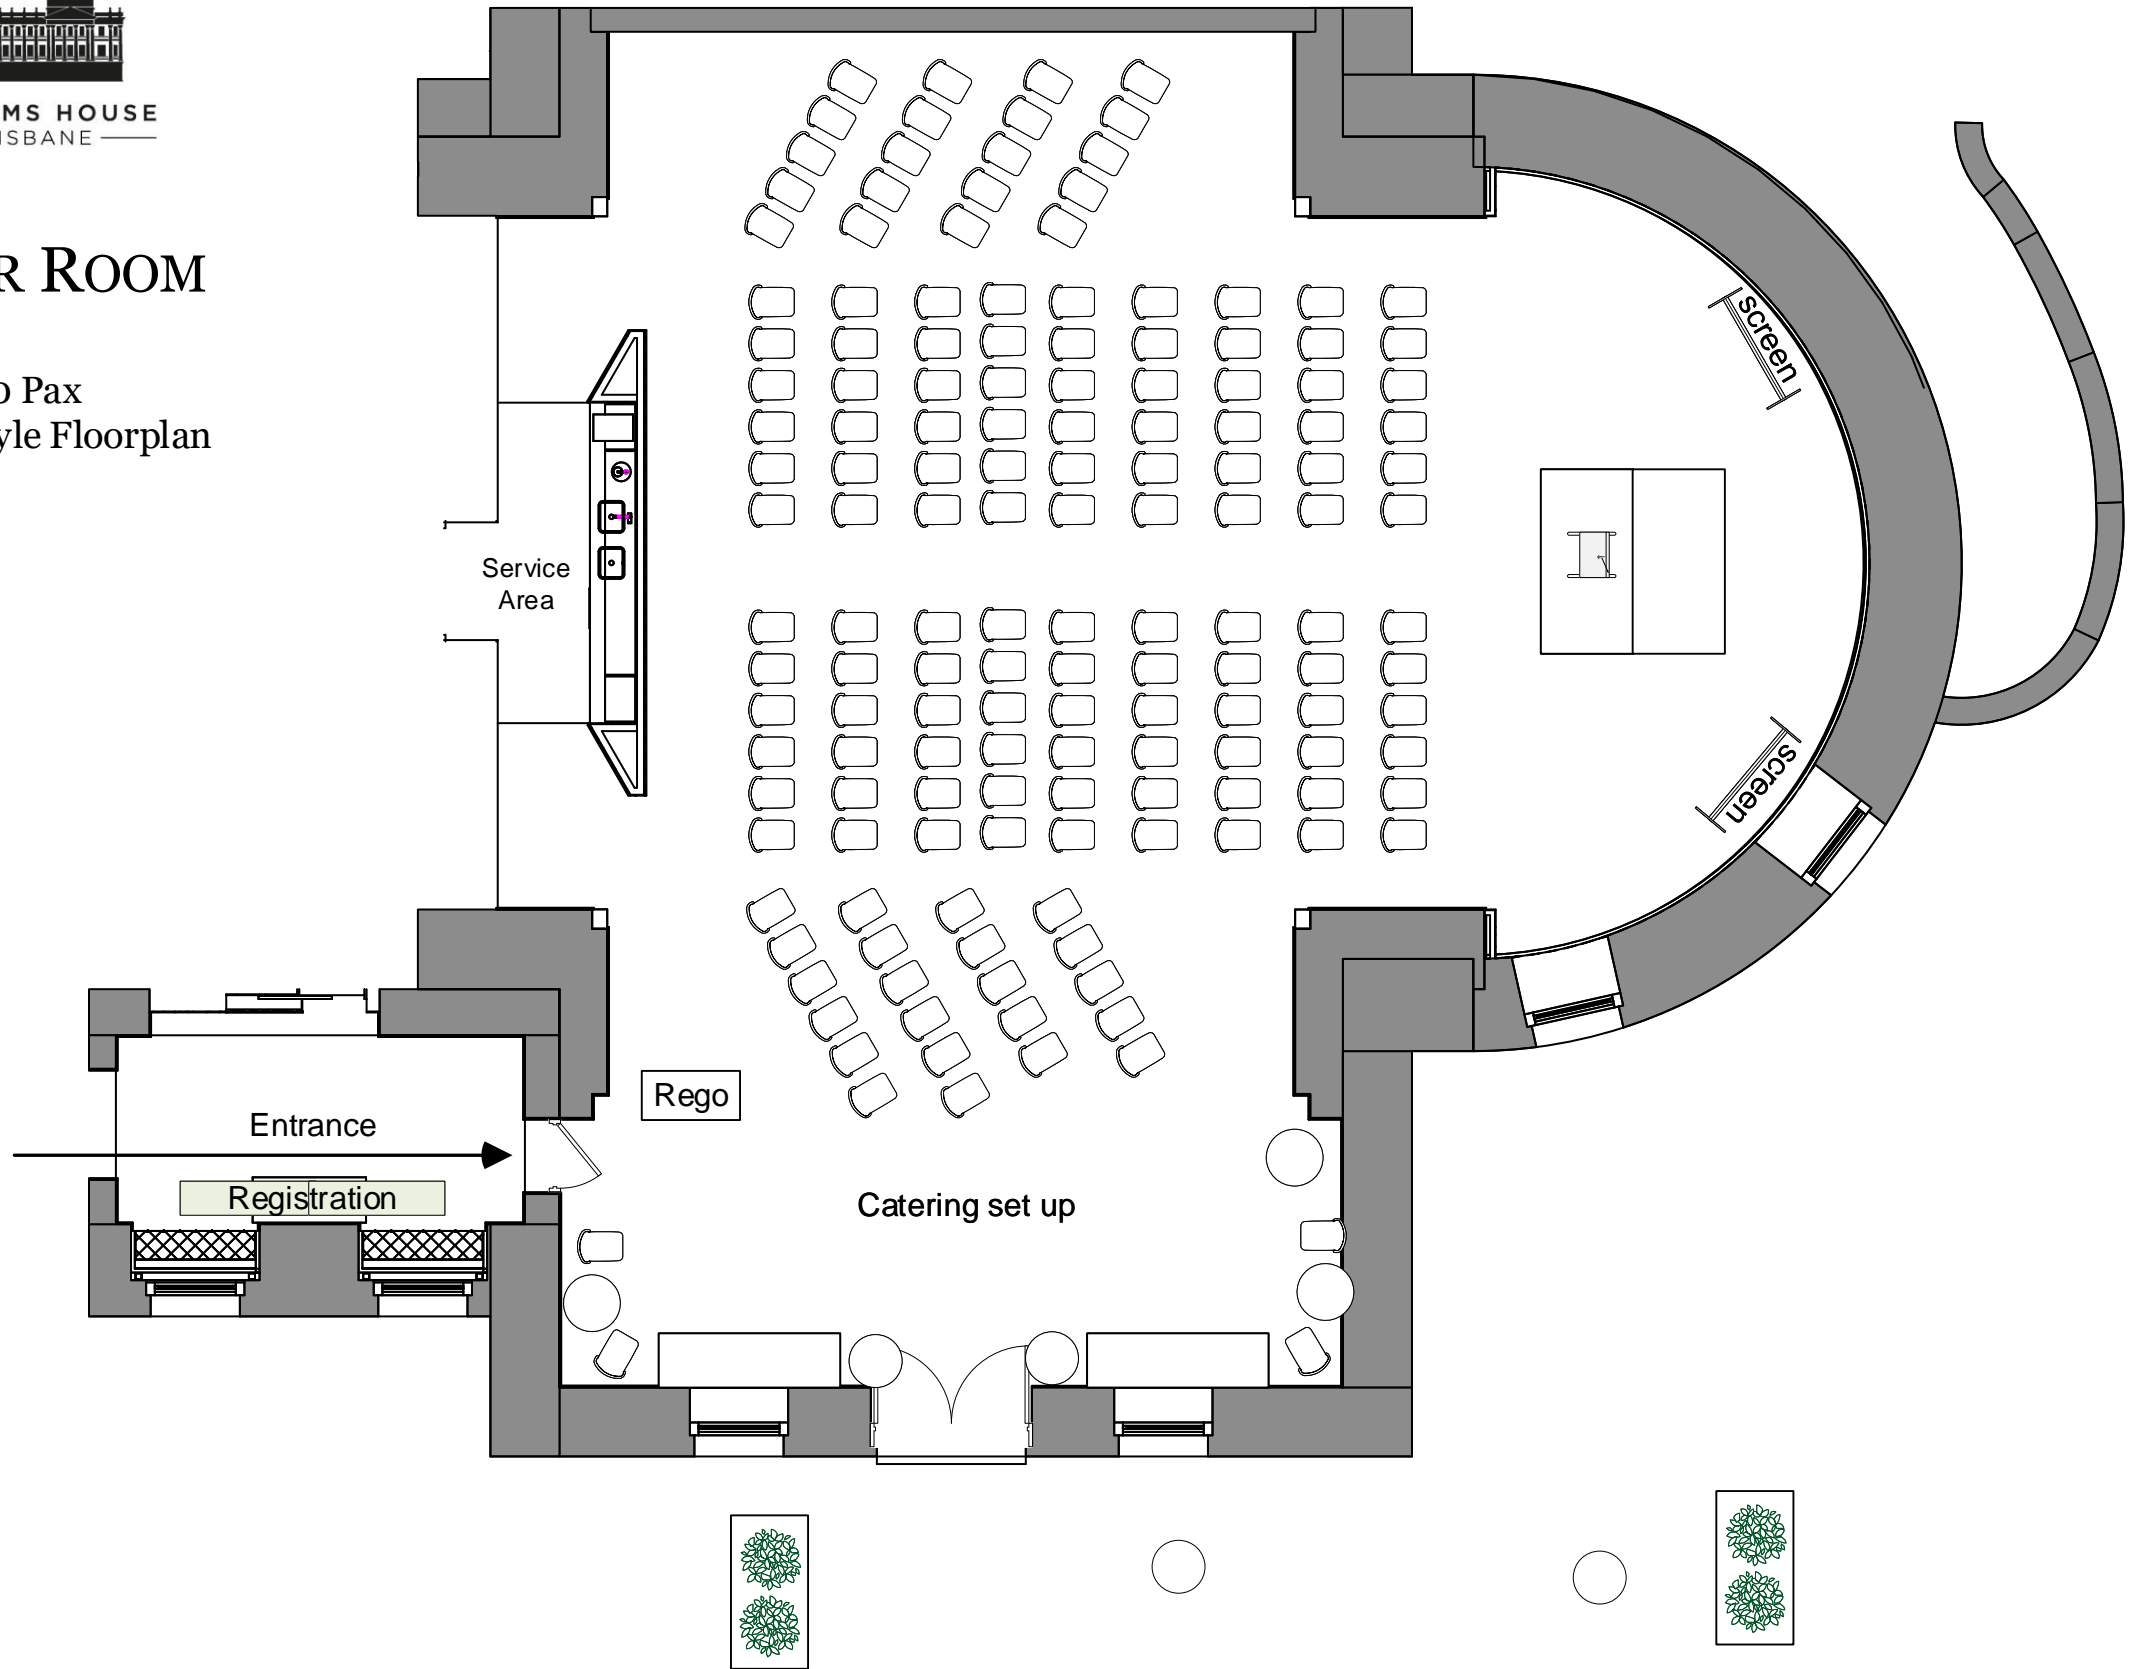 MS HOUSE
ISBANE
R ROOM
Pax
yle Floorplan
screen
Service
Area
screen
Rego
Entrance
Registration
Catering set up